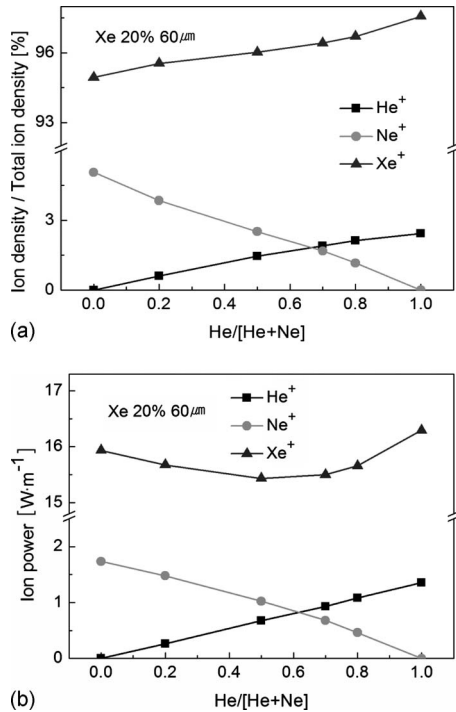 Xe 20% 60㎛
96
93
3
0
Ion density / Total ion density [%]
He⁺
Ne⁺
Xe⁺
0.0 0.2 0.4 0.6 0.8 1.0
(a)
He/[He+Ne]
17
16
15
2
1
0
Ion power [W·m⁻¹]
Xe 20% 60㎛
He⁺
Ne⁺
Xe⁺
0.0 0.2 0.4 0.6 0.8 1.0
(b)
He/[He+Ne]